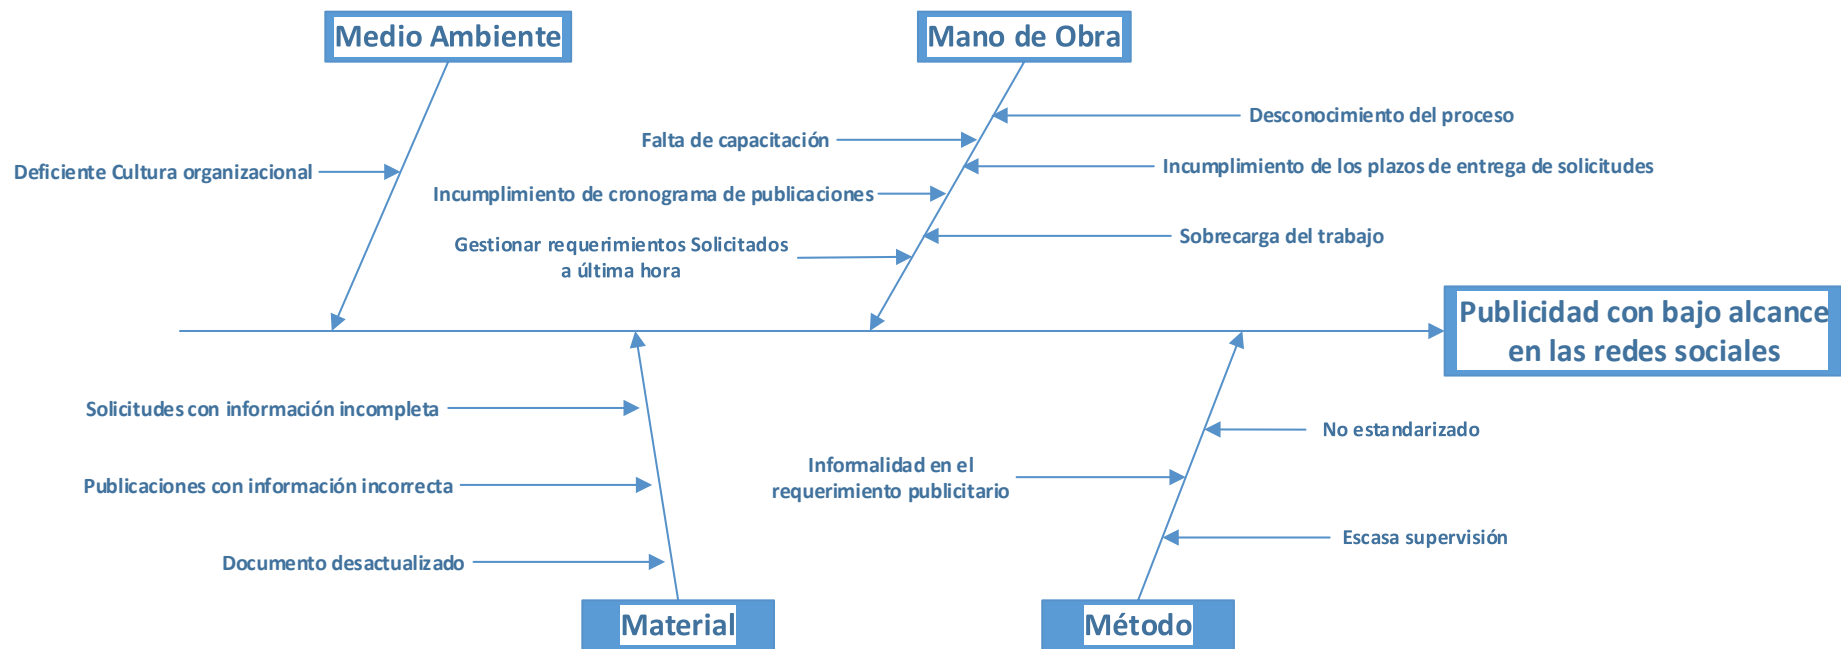 Medio Ambiente
Mano de Obra
Desconocimiento del proceso
Falta de capacitación
Incumplimiento de los plazos de entrega de solicitudes
Deficiente Cultura organizacional
Incumplimiento de cronograma de publicaciones
Sobrecarga del trabajo
Gestionar requerimientos Solicitados
a última hora
Publicidad con bajo alcance
en las redes sociales
Solicitudes con información incompleta
No estandarizado
Informalidad en el
requerimiento publicitario
Publicaciones con información incorrecta
Escasa supervisión
Documento desactualizado
Material
Método